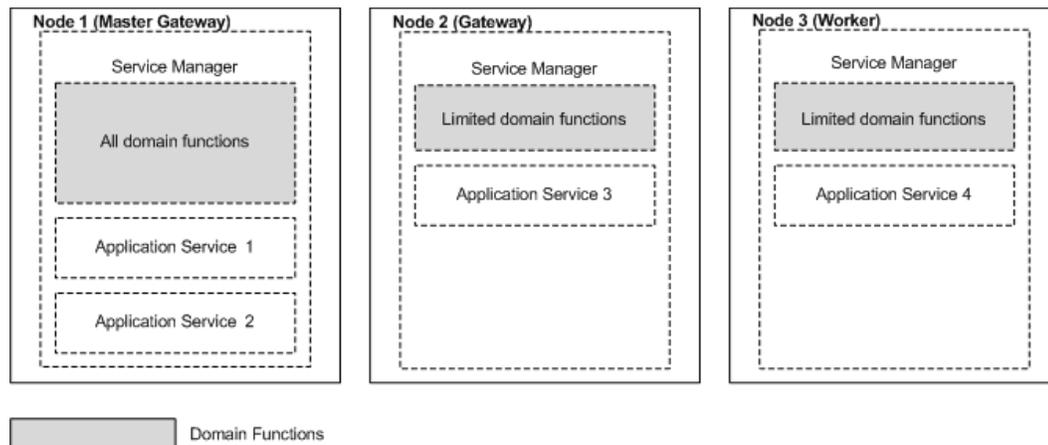 Node 1 (Master Gateway)
Service Manager
All domain functions
Application Service 1
Application Service 2
Node 2 (Gateway)
Service Manager
Limited domain functions
Application Service 3
Node 3 (Worker)
Service Manager
Limited domain functions
Application Service 4
Domain Functions